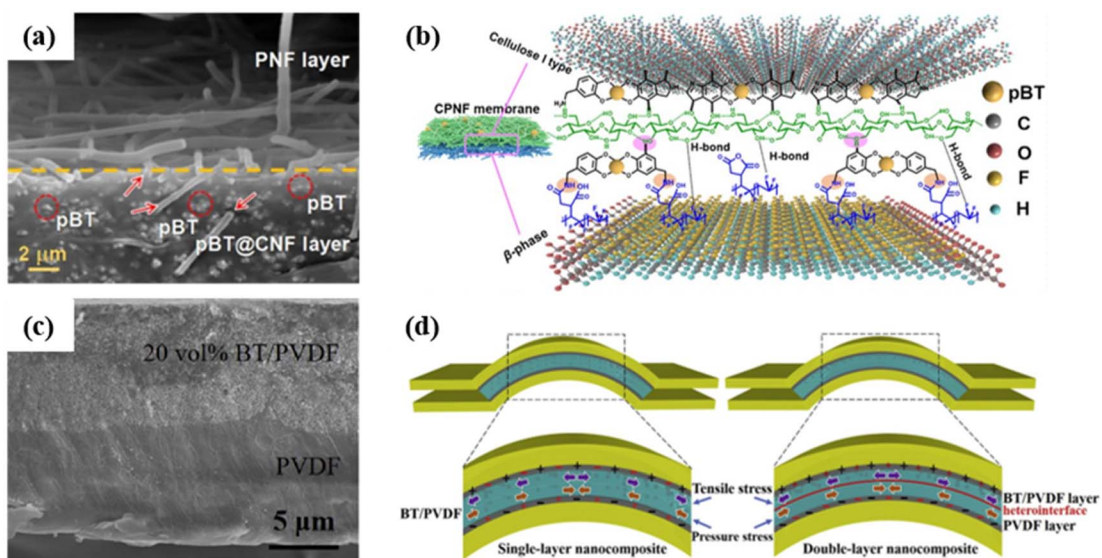 (a)
PNF layer
pBT
pBT
pBT
pBT@CNF layer
2 μm
(b)
Cellulose I type
CPNF membrane
β-phase
H-bond
H-bond
H-bond
pBT
C
O
F
H
(c)
20 vol% BT/PVDF
PVDF
5 μm
(d)
BT/PVDF
Tensile stress
Pressure stress
Single-layer nanocomposite
BT/PVDF layer
heterointerface
PVDF layer
Double-layer nanocomposite